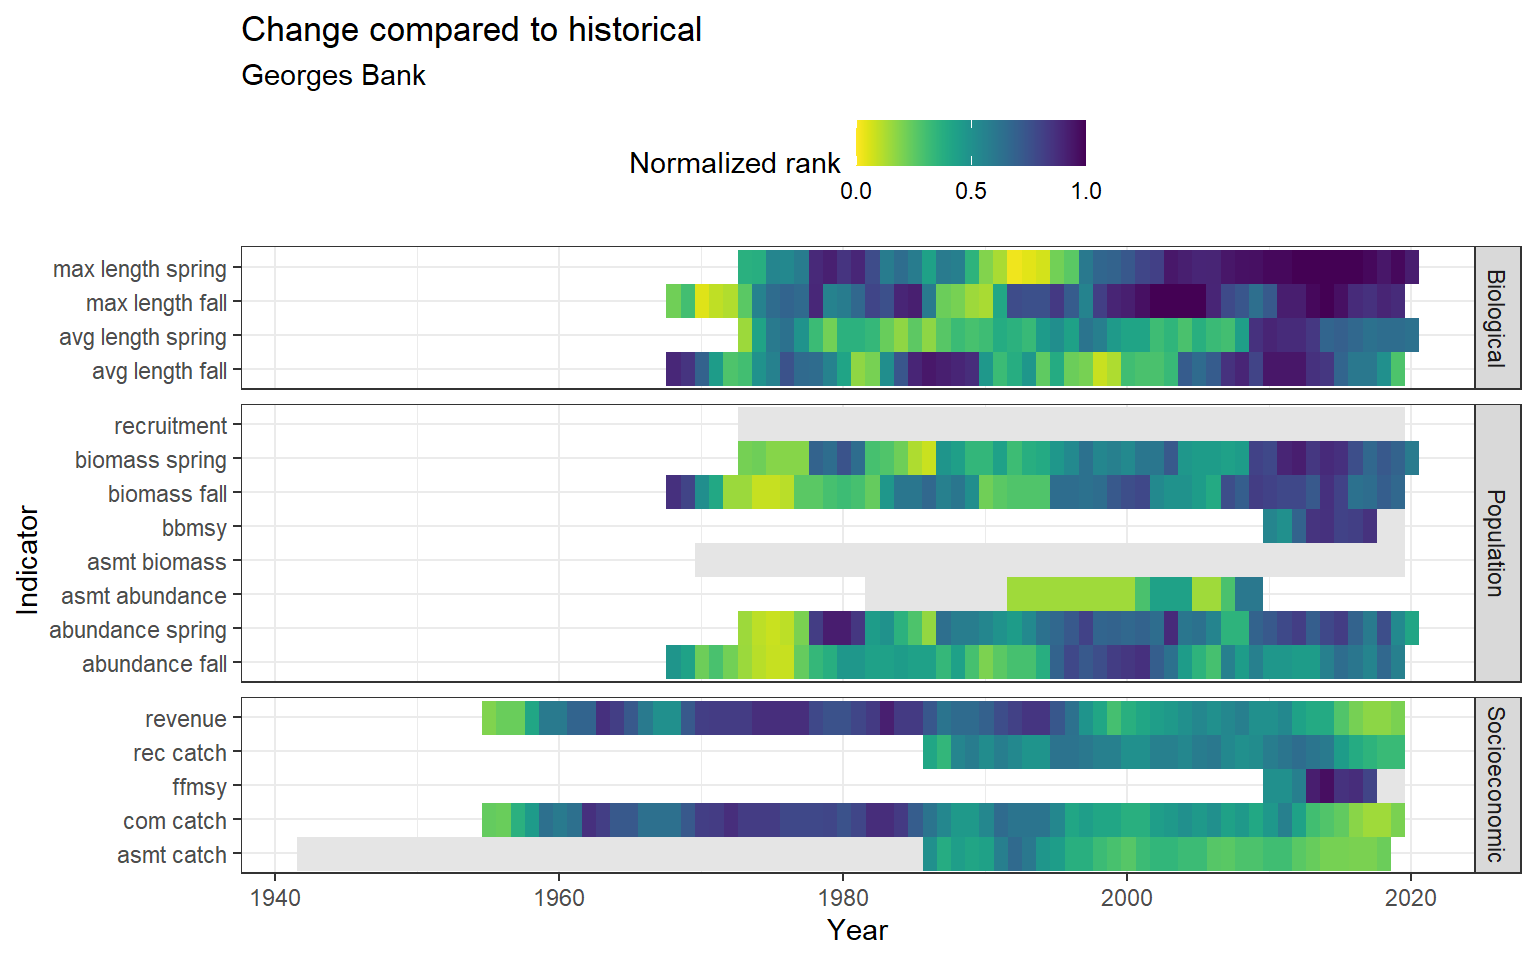 Change compared to historical
Georges Bank
Normalized rank
0.0 0.5 1.0
max length spring
max length fall
avg length spring
avg length fall
Biological
recruitment
biomass spring
biomass fall
bbmsy
asmt biomass
asmt abundance
abundance spring
abundance fall
Population
revenue
rec catch
ffmsy
com catch
asmt catch
Socioeconomic
Indicator
1940 1960 1980 2000 2020
Year